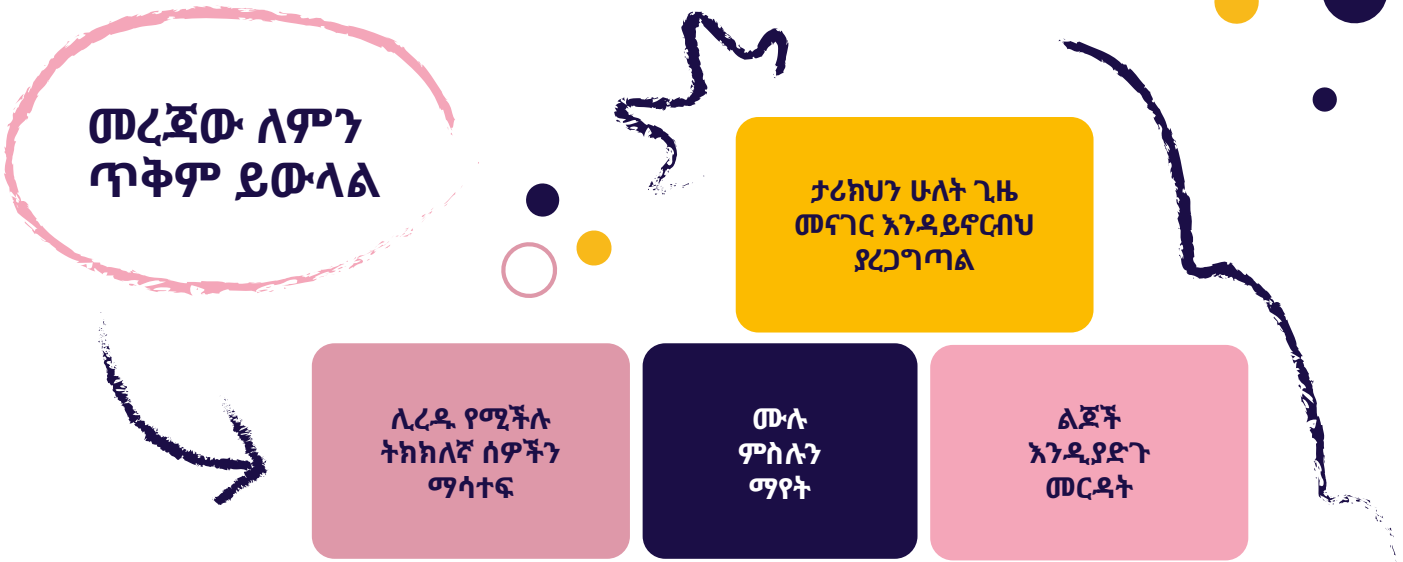 መረጃው ለምን
ጥቅም ይውላል
ታሪክህን ሁለት ጊዜ
መናገር እንዳይኖርብህ
ያረጋግጣል
ሊረዱ የሚችሉ
ትክክለኛ ሰዎችን
ማሳተፍ
ሙሉ
ምስሉን
ማየት
ልጆች
እንዲያድጉ
መርዳት